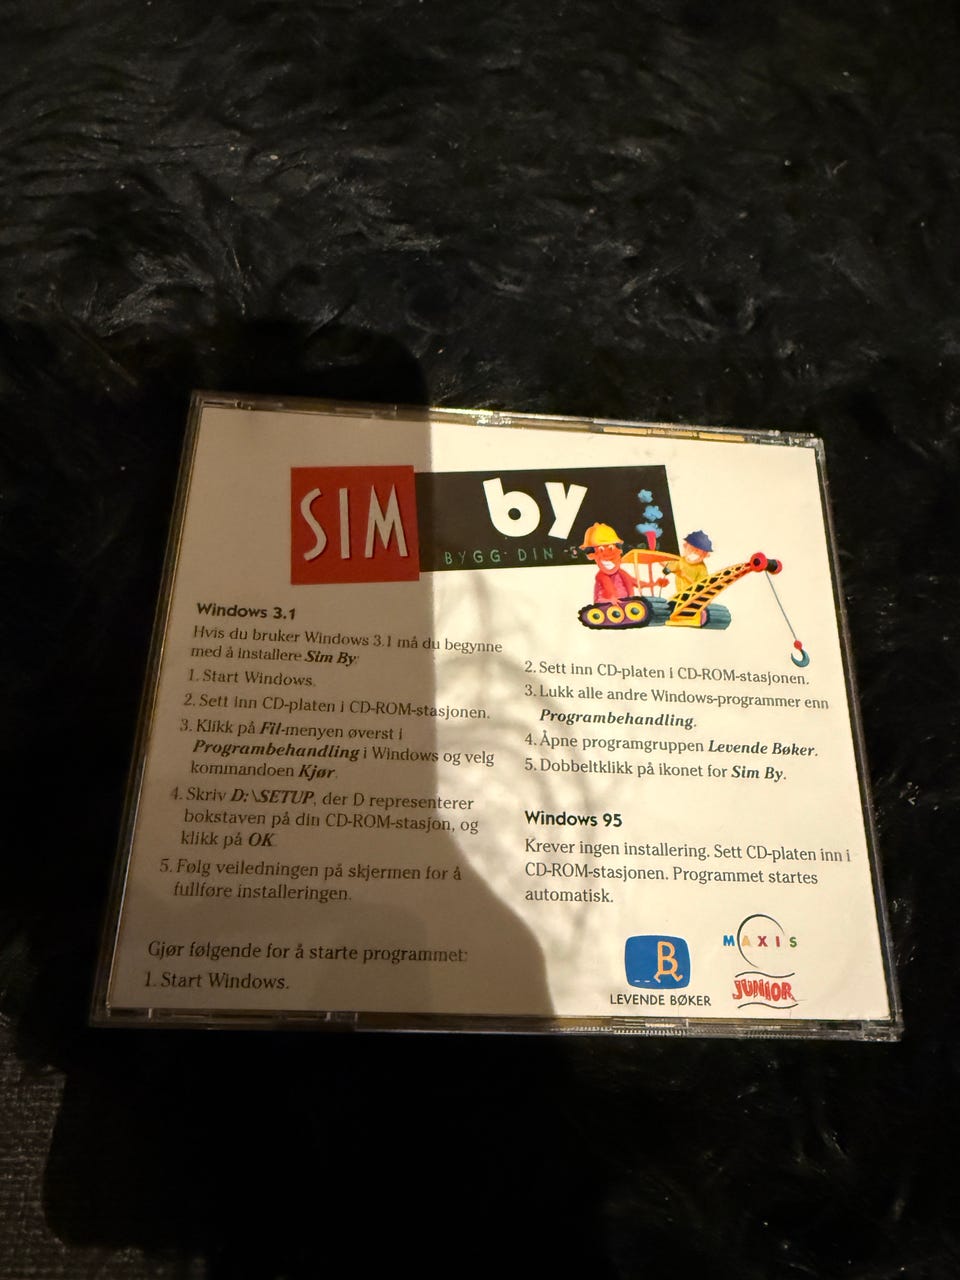 SIM
by
BYGG DIN
Windows 3.1
Hvis du bruker Windows 3.1 må du begynne
med å installere Sim By:
1. Start Windows.
2. Sett inn CD-platen i CD-ROM-stasjonen.
3. Klikk på Fil-menyen øverst i
Programbehandling i Windows og velg
kommandoen Kjør.
4. Skriv D:\SETUP, der D representerer
bokstaven på din CD-ROM-stasjon, og
klikk på OK.
5. Følg veiledningen på skjermen for å
fullføre installeringen.
Gjør følgende for å starte programmet:
1. Start Windows.
2. Sett inn CD-platen i CD-ROM-stasjonen.
3. Lukk alle andre Windows-programmer enn
Programbehandling.
4. Åpne programgruppen Levende Bøker.
5. Dobbeltklikk på ikonet for Sim By.
Windows 95
Krever ingen installering. Sett CD-platen inn i
CD-ROM-stasjonen. Programmet startes
automatisk.
B
LEVENDE BØKER
MAXIS
JUNIOR